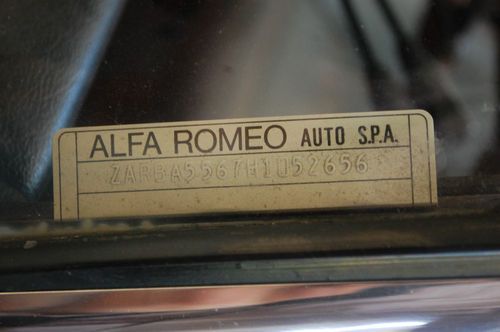 ALFA ROMEO AUTO S.P.A.
ZARBA5567H1052656